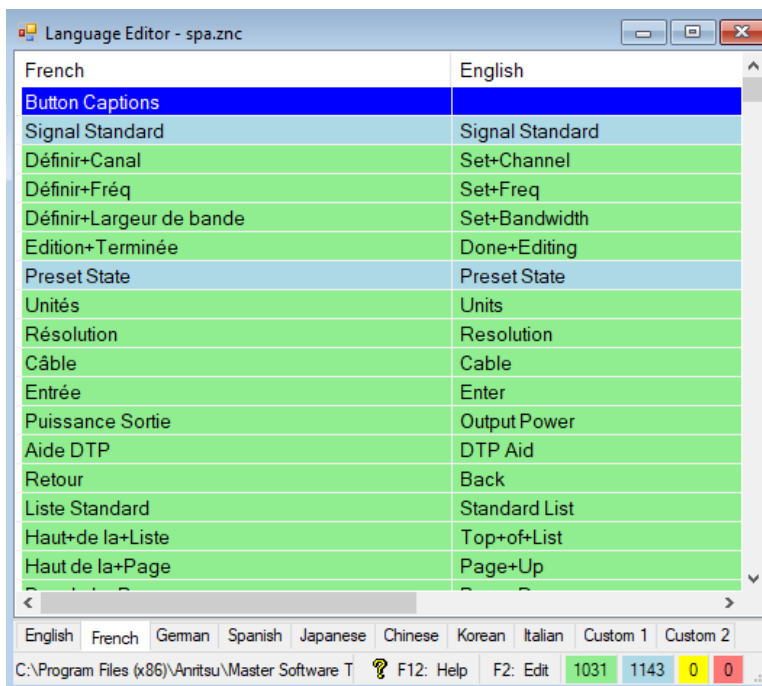 Language Editor - spa.znc
French English
Button Captions
Signal Standard Signal Standard
Définir+Canal Set+Channel
Définir+Fréq Set+Freq
Définir+Largeur de bande Set+Bandwidth
Edition+Terminée Done+Editing
Preset State Preset State
Unités Units
Résolution Resolution
Câble Cable
Entrée Enter
Puissance Sortie Output Power
Aide DTP DTP Aid
Retour Back
Liste Standard Standard List
Haut+de la+Liste Top+of+List
Haut de la+Page Page+Up
English French German Spanish Japanese Chinese Korean Italian Custom 1 Custom 2
C:\Program Files (x86)\Anritsu\Master Software T ? F12: Help F2: Edit 1031 1143 0 0